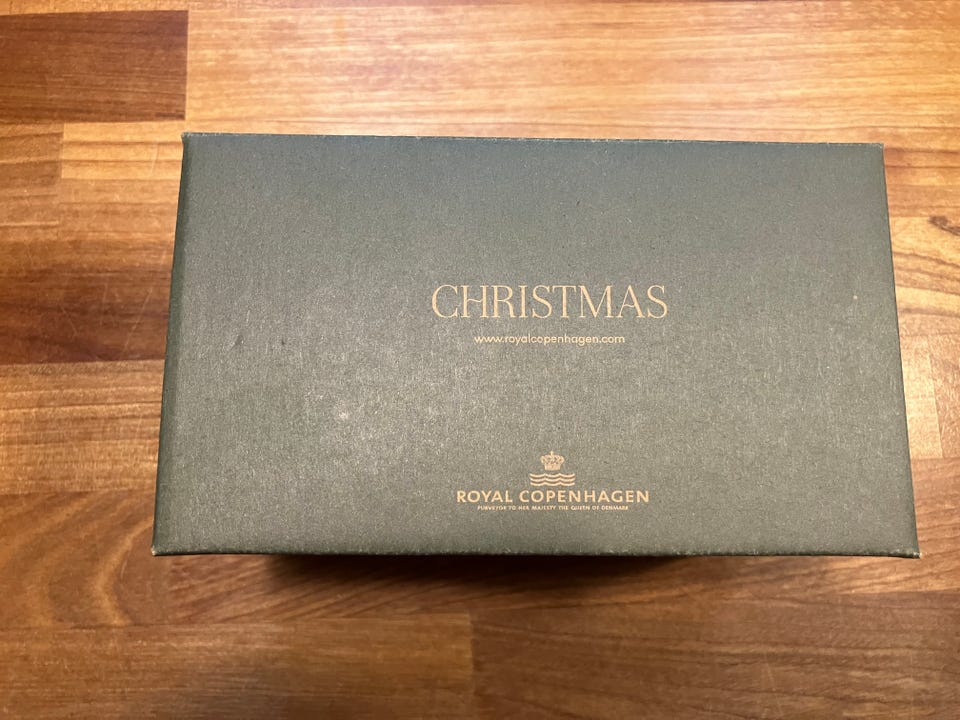 CHRISTMAS
www.royalcopenhagen.com
ROYAL COPENHAGEN
PURVEYOR TO HER MAJESTY THE QUEEN OF DENMARK